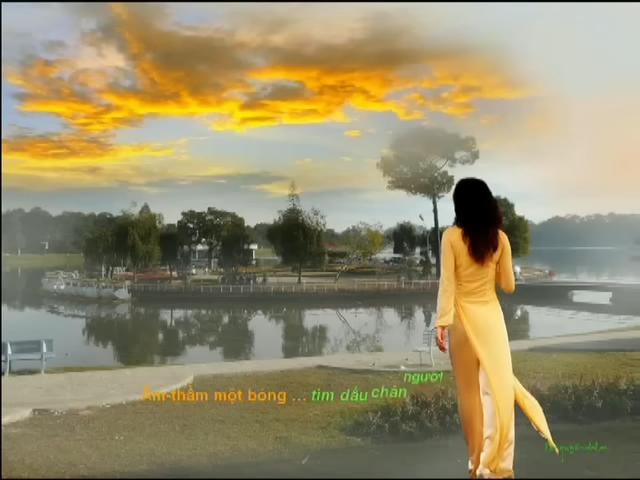 Âm-thầm một bóng ... tìm dấu chân người